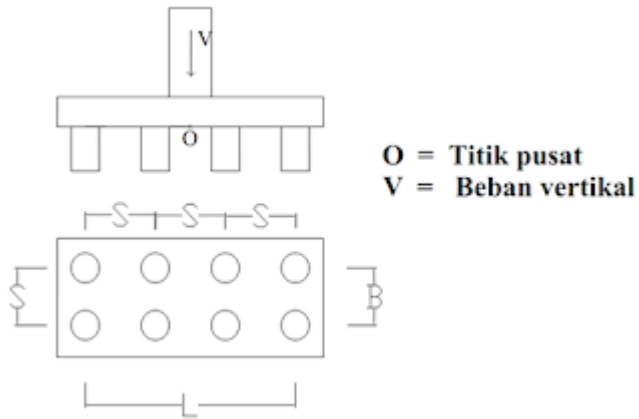 V
O
O = Titik pusat
V = Beban vertikal
S S S
S B
L